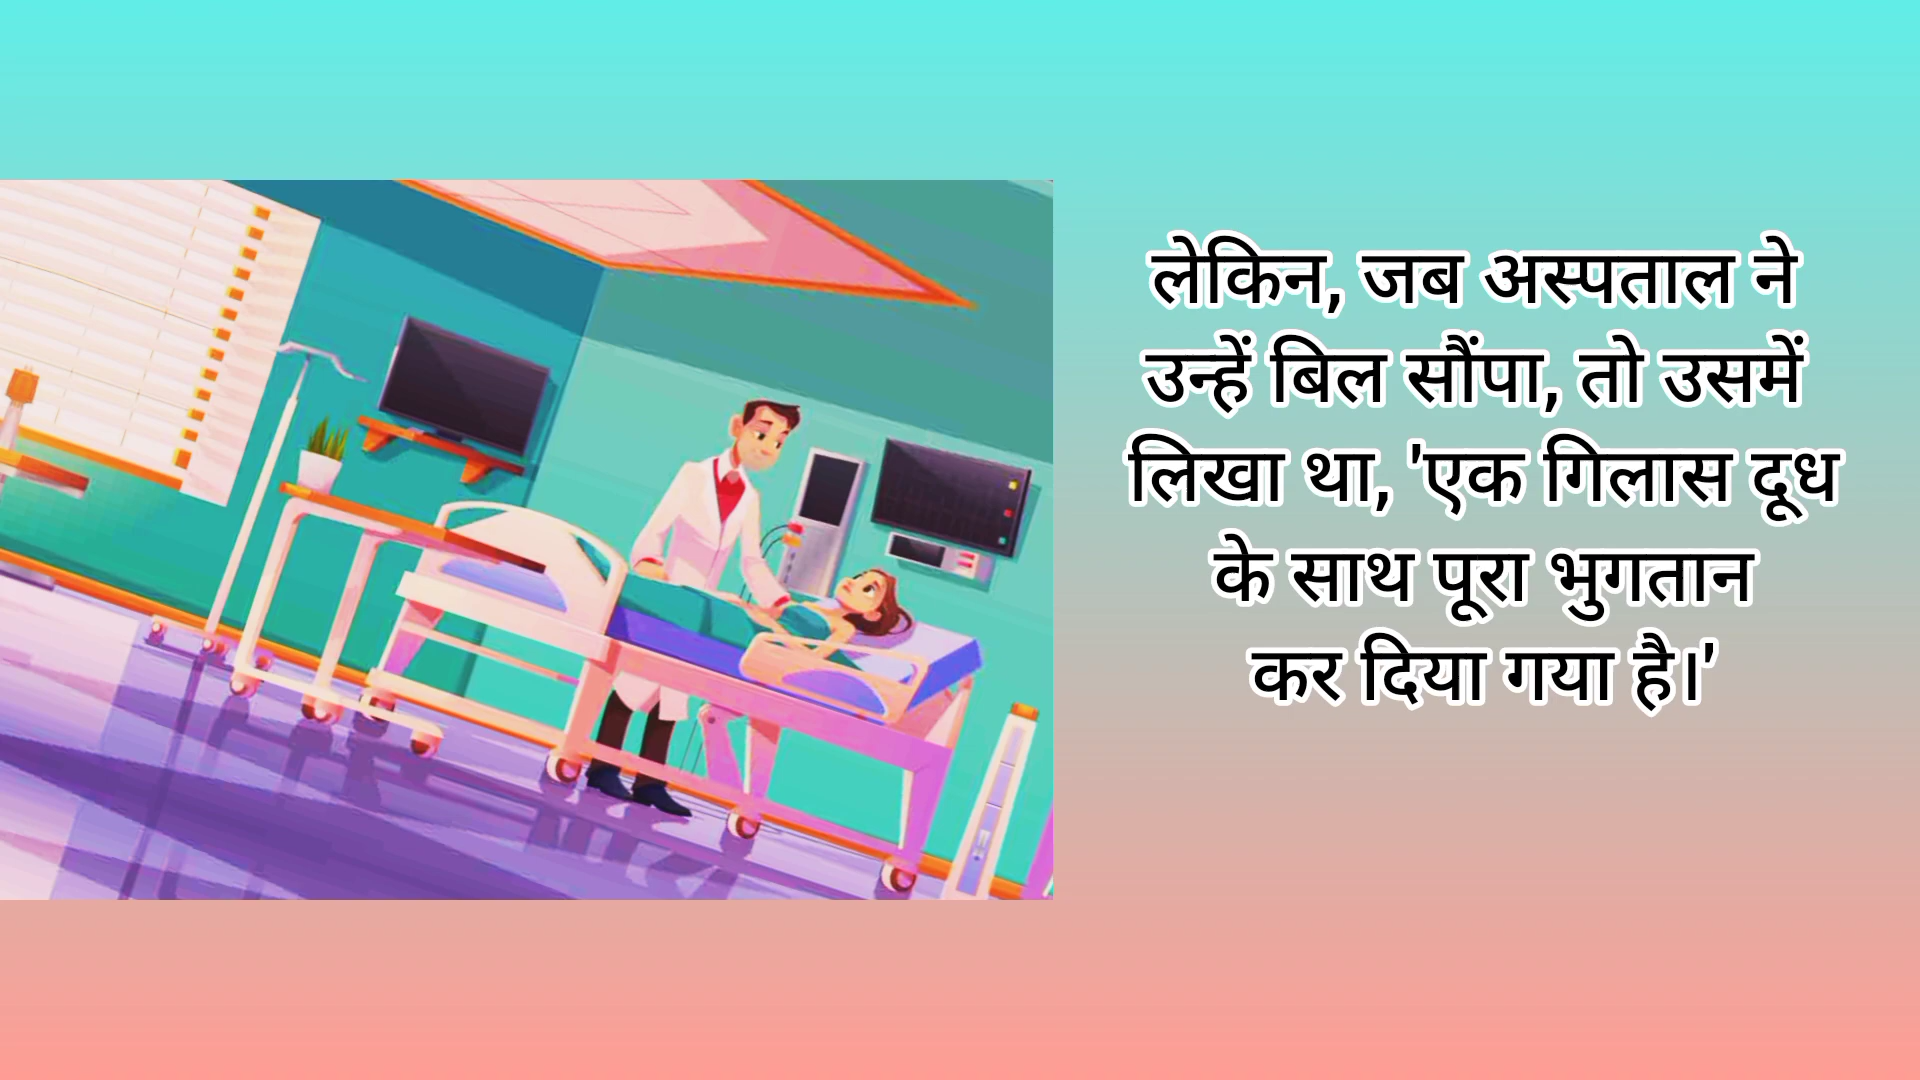 लेकिन, जब अस्पताल ने
उन्हें बिल सौंपा, तो उसमें
लिखा था, 'एक गिलास दूध
के साथ पूरा भुगतान
कर दिया गया है।'